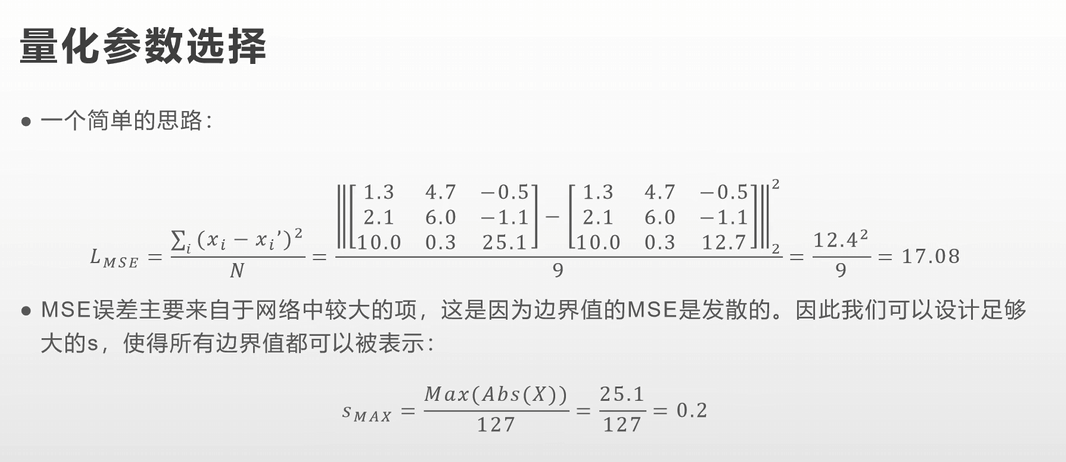 量化参数选择
● 一个简单的思路：
L_{MSE} = \frac{\sum_i (x_i - x_i’)^2}{N} = \frac{\left\| \begin{bmatrix} 1.3 & 4.7 & -0.5 \\ 2.1 & 6.0 & -1.1 \\ 10.0 & 0.3 & 25.1 \end{bmatrix} - \begin{bmatrix} 1.3 & 4.7 & -0.5 \\ 2.1 & 6.0 & -1.1 \\ 10.0 & 0.3 & 12.7 \end{bmatrix} \right\|_2^2}{9} = \frac{12.4^2}{9} = 17.08
● MSE误差主要来自于网络中较大的项，这是因为边界值的MSE是发散的。因此我们可以设计足够
大的s，使得所有边界值都可以被表示：
s_{MAX} = \frac{Max(Abs(X))}{127} = \frac{25.1}{127} = 0.2